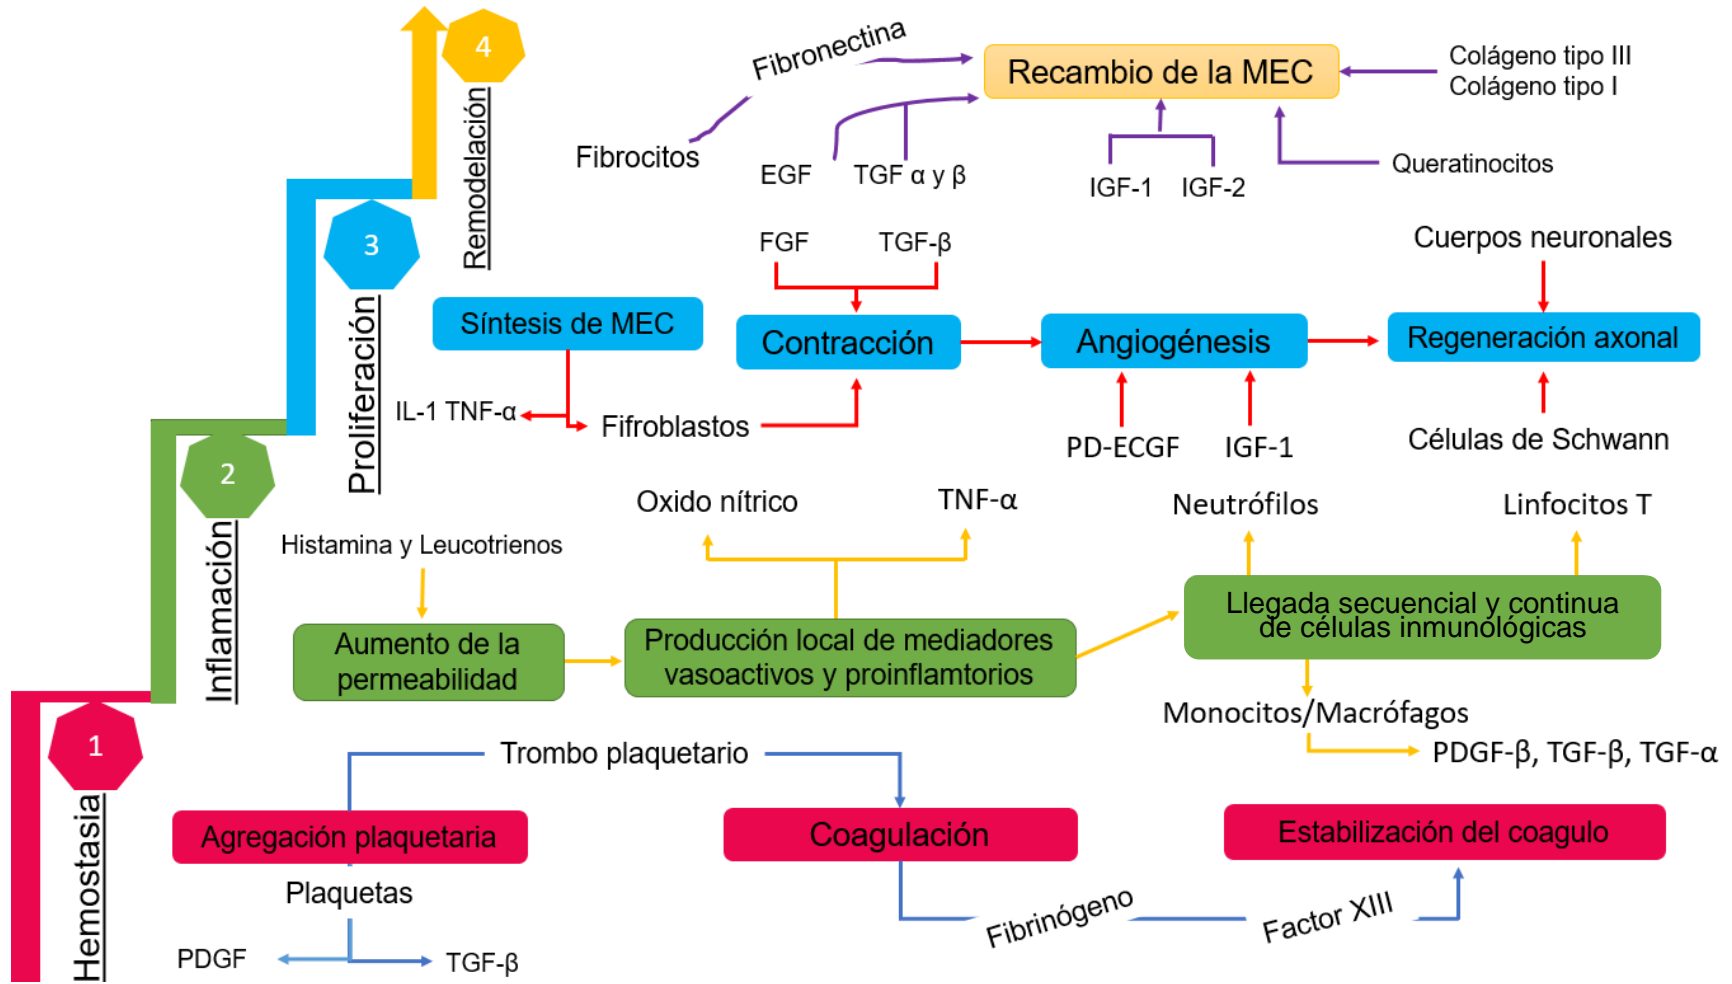 4
Remodelación
Fibronectina
Recambio de la MEC
Colágeno tipo III
Colágeno tipo I
Fibrocitos
EGF
TGF α y β
IGF-1
IGF-2
Queratinocitos
3
Proliferación
FGF
TGF-β
Cuerpos neuronales
Síntesis de MEC
Contracción
Angiogénesis
Regeneración axonal
IL-1 TNF-α
Fifroblastos
PD-ECGF
IGF-1
Células de Schwann
2
Inflamación
Oxido nítrico
TNF-α
Neutrófilos
Linfocitos T
Histamina y Leucotrienos
Aumento de la
permeabilidad
Producción local de mediadores
vasoactivos y proinflamtorios
Llegada secuencial y continua
de células inmunológicas
Monocitos/Macrófagos
PDGF-β, TGF-β, TGF-α
1
Hemostasia
Trombo plaquetario
Agregación plaquetaria
Coagulación
Estabilización del coagulo
Plaquetas
Fibrinógeno
Factor XIII
PDGF
TGF-β